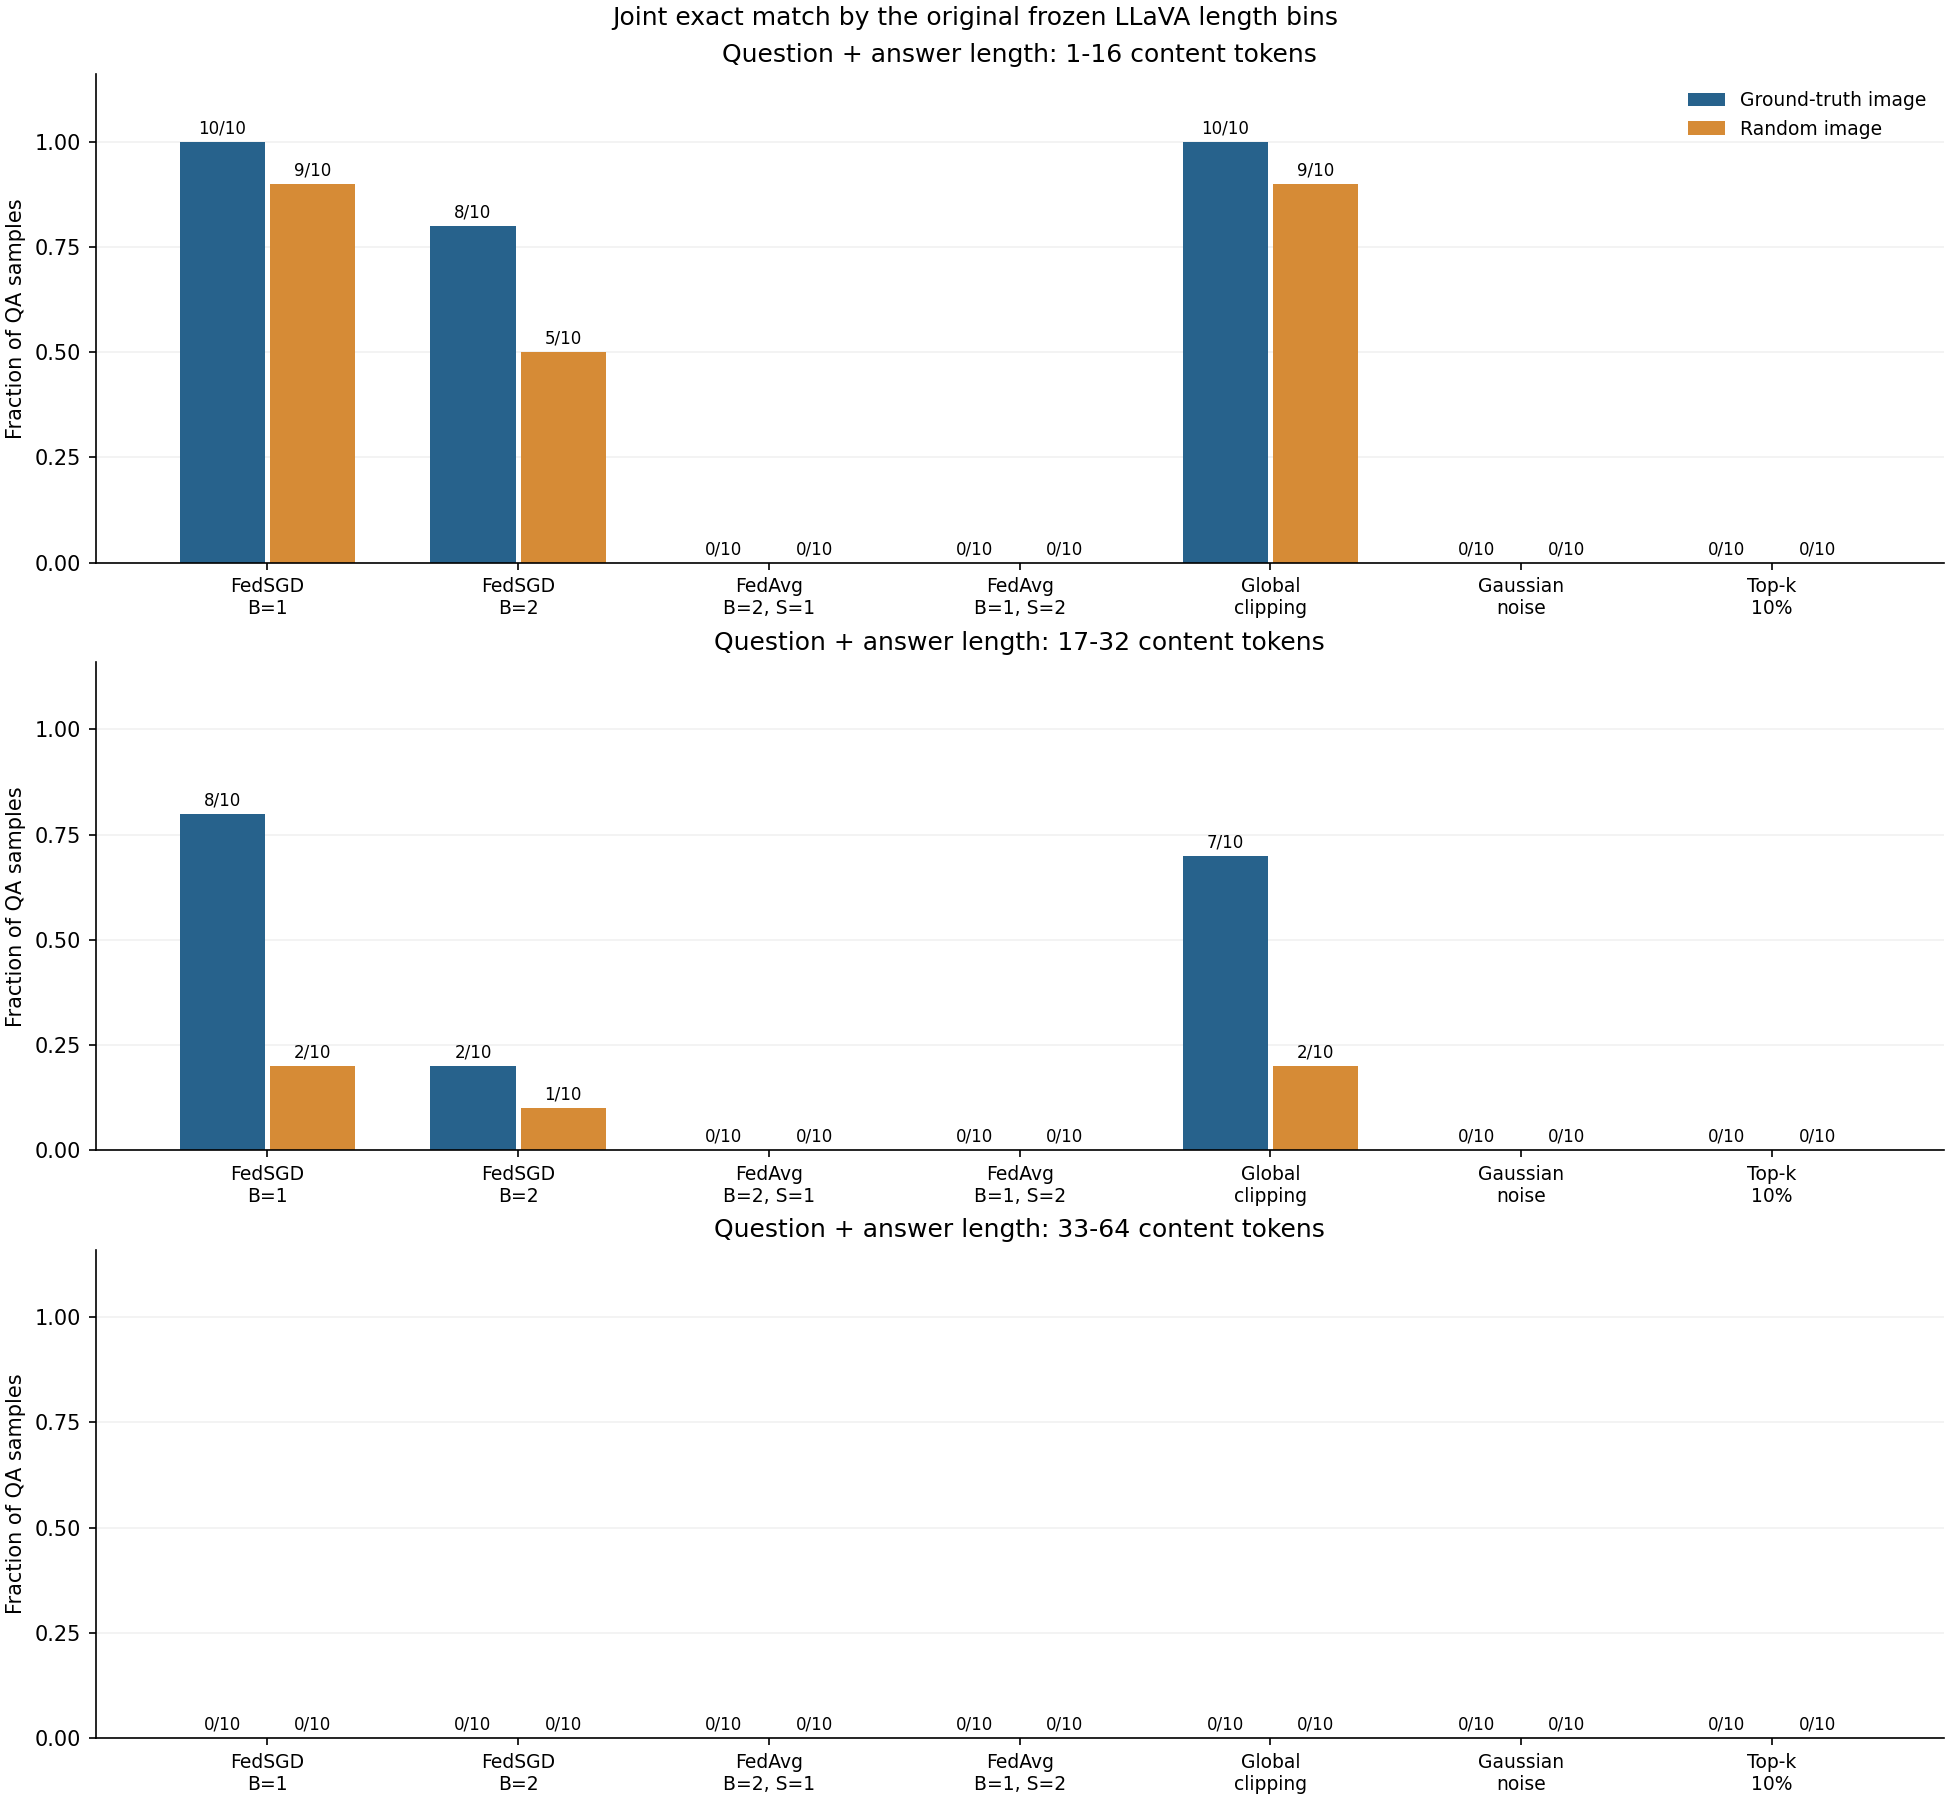 Joint exact match by the original frozen LLaVA length bins
Question + answer length: 1-16 content tokens
Ground-truth image
Random image
Fraction of QA samples
1.00
0.75
0.50
0.25
0.00
10/10
9/10
8/10
5/10
0/10
0/10
0/10
0/10
10/10
9/10
0/10
0/10
0/10
0/10
FedSGD
B=1
FedSGD
B=2
FedAvg
B=2, S=1
FedAvg
B=1, S=2
Global
clipping
Gaussian
noise
Top-k
10%
Question + answer length: 17-32 content tokens
Fraction of QA samples
1.00
0.75
0.50
0.25
0.00
8/10
2/10
2/10
1/10
0/10
0/10
0/10
0/10
7/10
2/10
0/10
0/10
0/10
0/10
FedSGD
B=1
FedSGD
B=2
FedAvg
B=2, S=1
FedAvg
B=1, S=2
Global
clipping
Gaussian
noise
Top-k
10%
Question + answer length: 33-64 content tokens
Fraction of QA samples
1.00
0.75
0.50
0.25
0.00
0/10
0/10
0/10
0/10
0/10
0/10
0/10
0/10
0/10
0/10
0/10
0/10
0/10
0/10
FedSGD
B=1
FedSGD
B=2
FedAvg
B=2, S=1
FedAvg
B=1, S=2
Global
clipping
Gaussian
noise
Top-k
10%